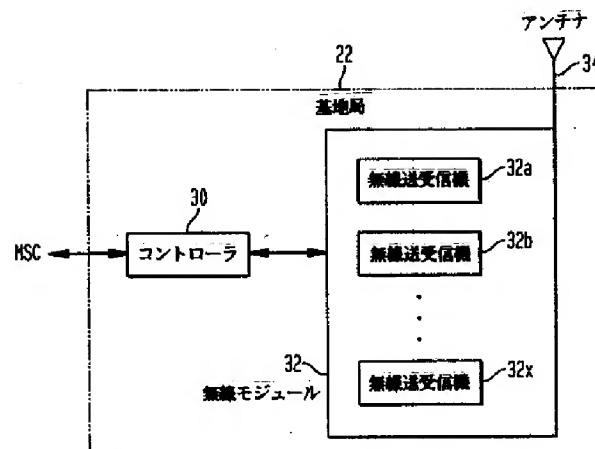 アンテナ
34
22
基地局
無線送受信機
32a
30
MSC
コントローラ
無線送受信機
32b
無線送受信機
32x
32
無線モジュール